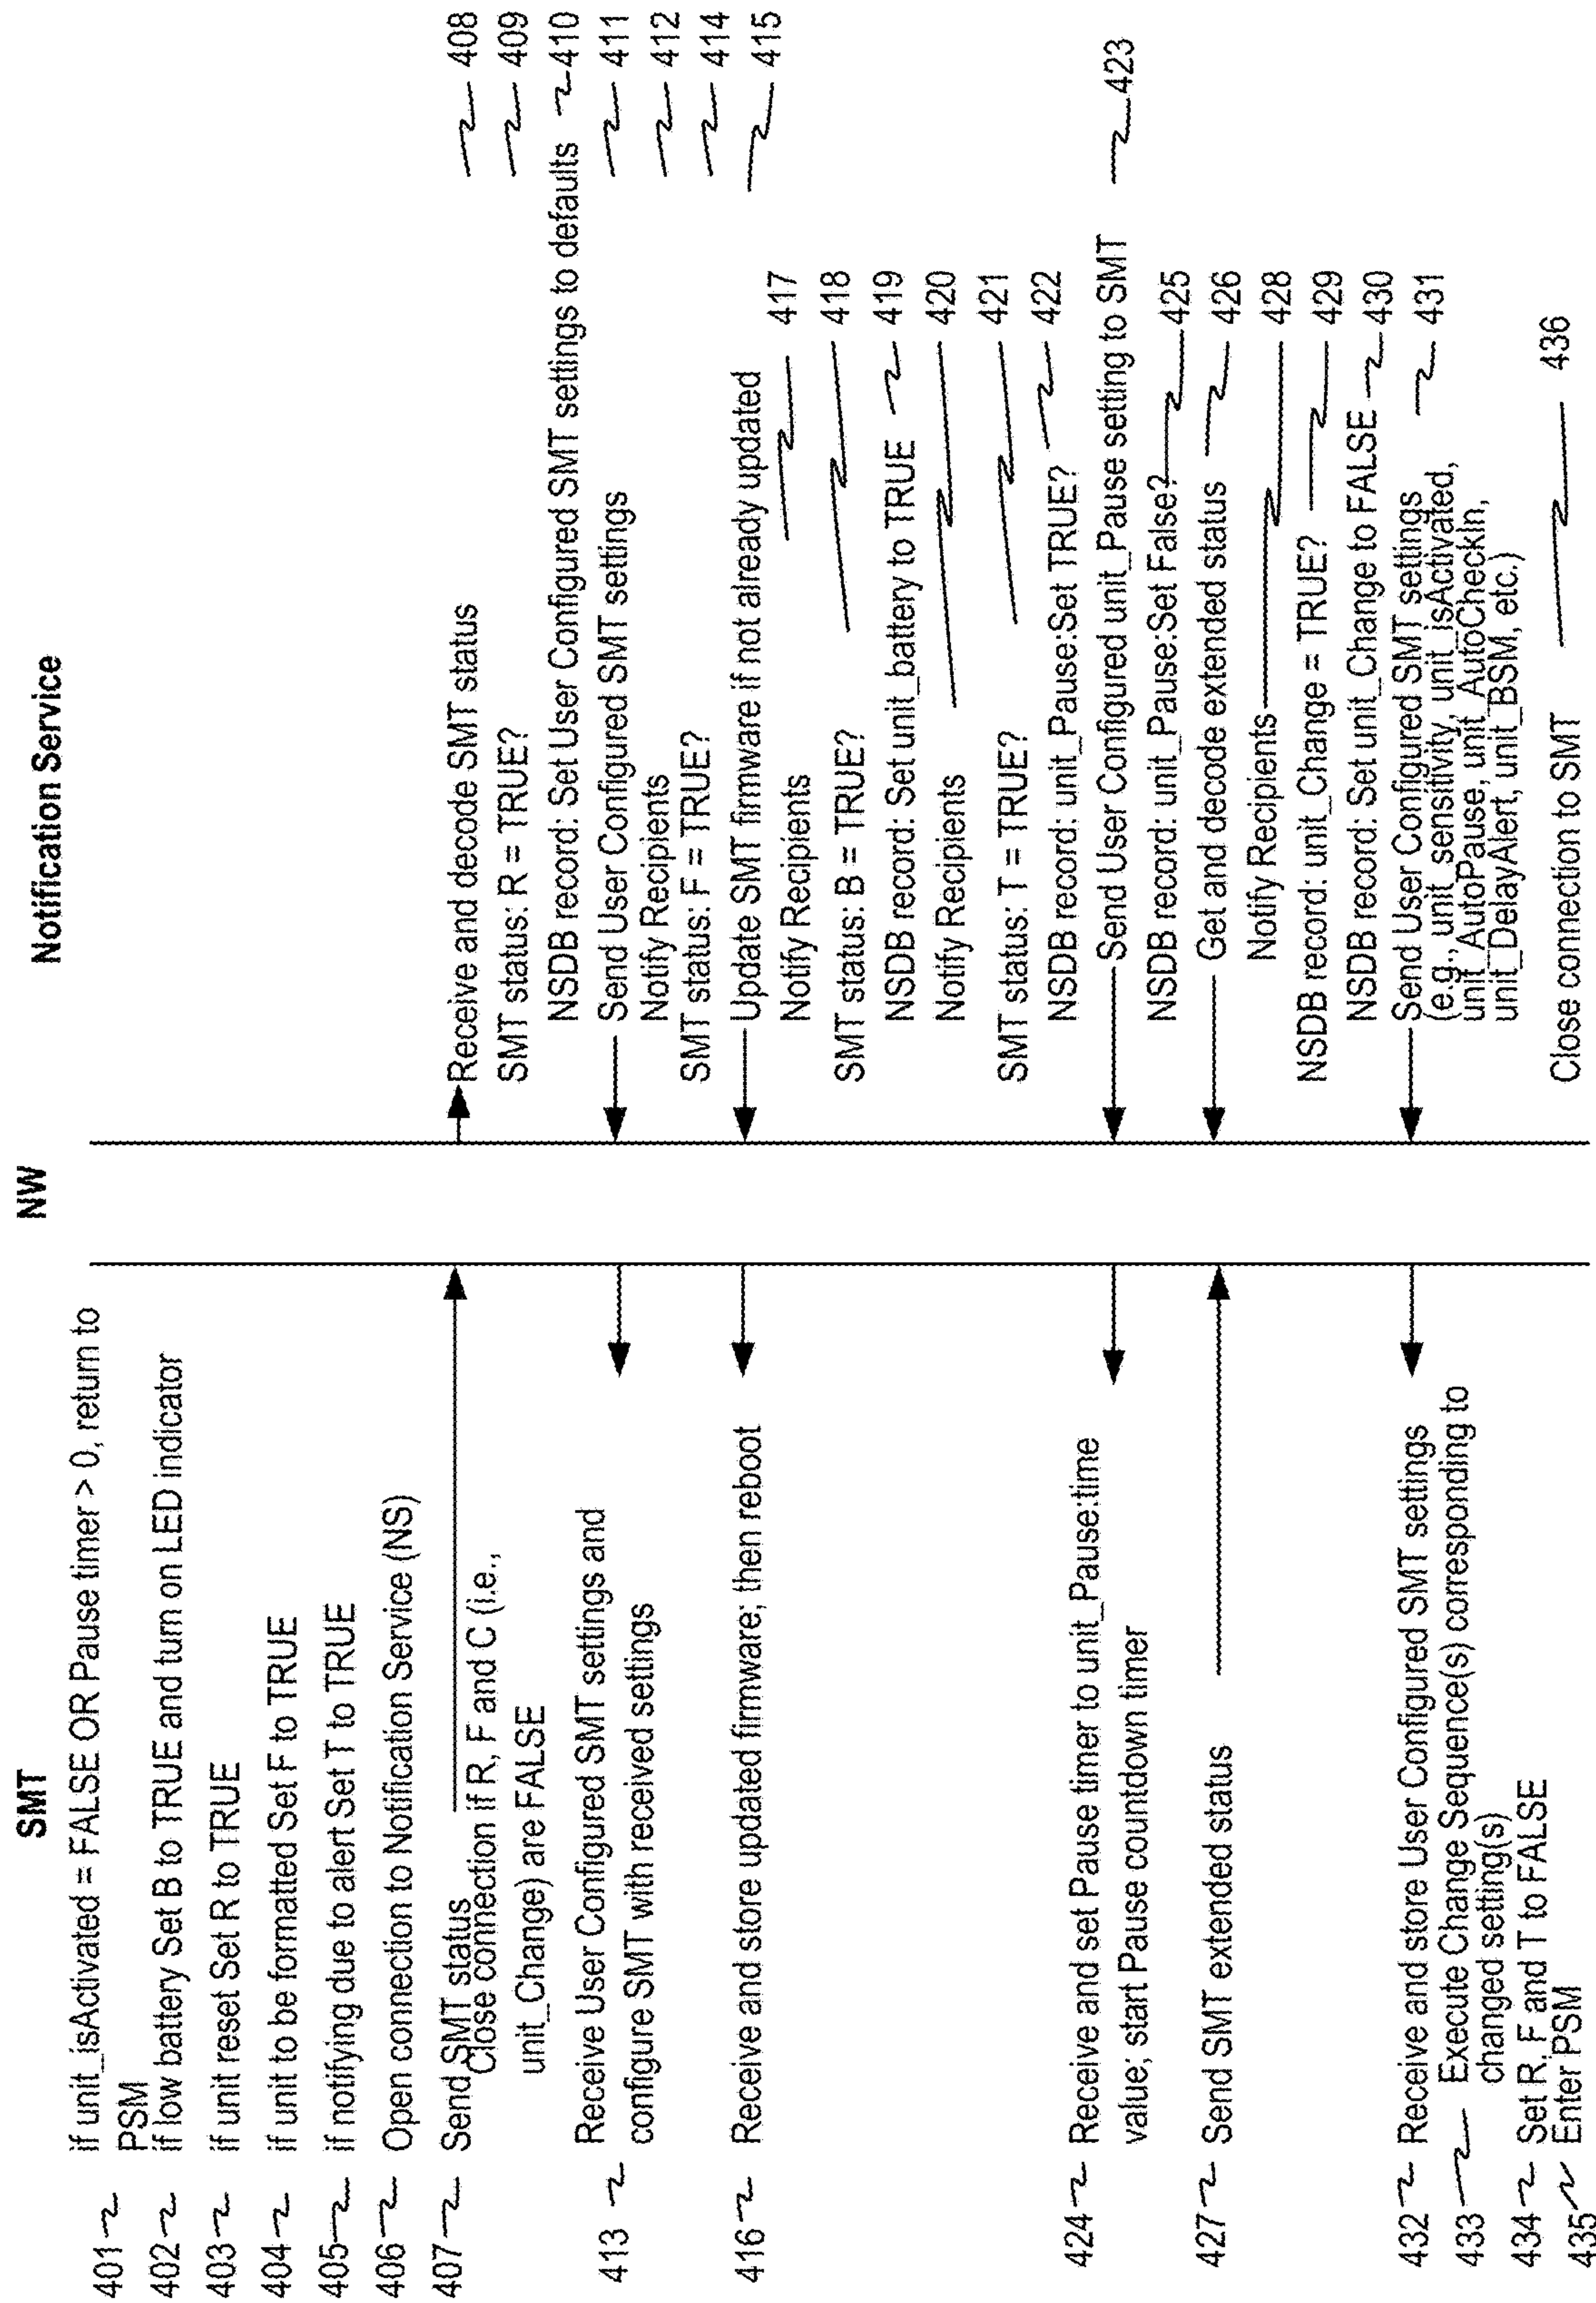 SMT
NW
Notification Service
401 if unit_isActivated = FALSE OR Pause timer > 0, return to
PSM
402 if low battery Set B to TRUE and turn on LED indicator
403 if unit reset Set R to TRUE
404 if unit to be formatted Set F to TRUE
405 if notifying due to alert Set T to TRUE
406 Open connection to Notification Service (NS)
407 Send SMT status
Close connection if R, F and C (i.e.,
unit_Change) are FALSE
Receive and decode SMT status 408
SMT status: R = TRUE? 409
NSDB record: Set User Configured SMT settings to defaults 410
Send User Configured SMT settings 411
Notify Recipients 412
413 Receive User Configured SMT settings and
configure SMT with received settings
SMT status: F = TRUE? 414
Update SMT firmware if not already updated 415
416 Receive and store updated firmware; then reboot
Notify Recipients 417
SMT status: B = TRUE? 418
NSDB record: Set unit_battery to TRUE 419
Notify Recipients 420
SMT status: T = TRUE? 421
NSDB record: unit_Pause:Set TRUE? 422
Send User Configured unit_Pause setting to SMT 423
424 Receive and set Pause timer to unit_Pause:time
value; start Pause countdown timer
NSDB record: unit_Pause:Set False? 425
Get and decode extended status 426
427 Send SMT extended status
Notify Recipients 428
NSDB record: unit_Change = TRUE? 429
NSDB record: Set unit_Change to FALSE 430
Send User Configured SMT settings 431
(e.g., unit_sensitivity, unit_isActivated,
unit_AutoPause, unit_AutoCheckIn,
unit_DelayAlert, unit_BSM, etc.)
432 Receive and store User Configured SMT settings
433 Execute Change Sequence(s) corresponding to
changed setting(s)
434 Set R, F and T to FALSE
435 Enter PSM
Close connection to SMT 436